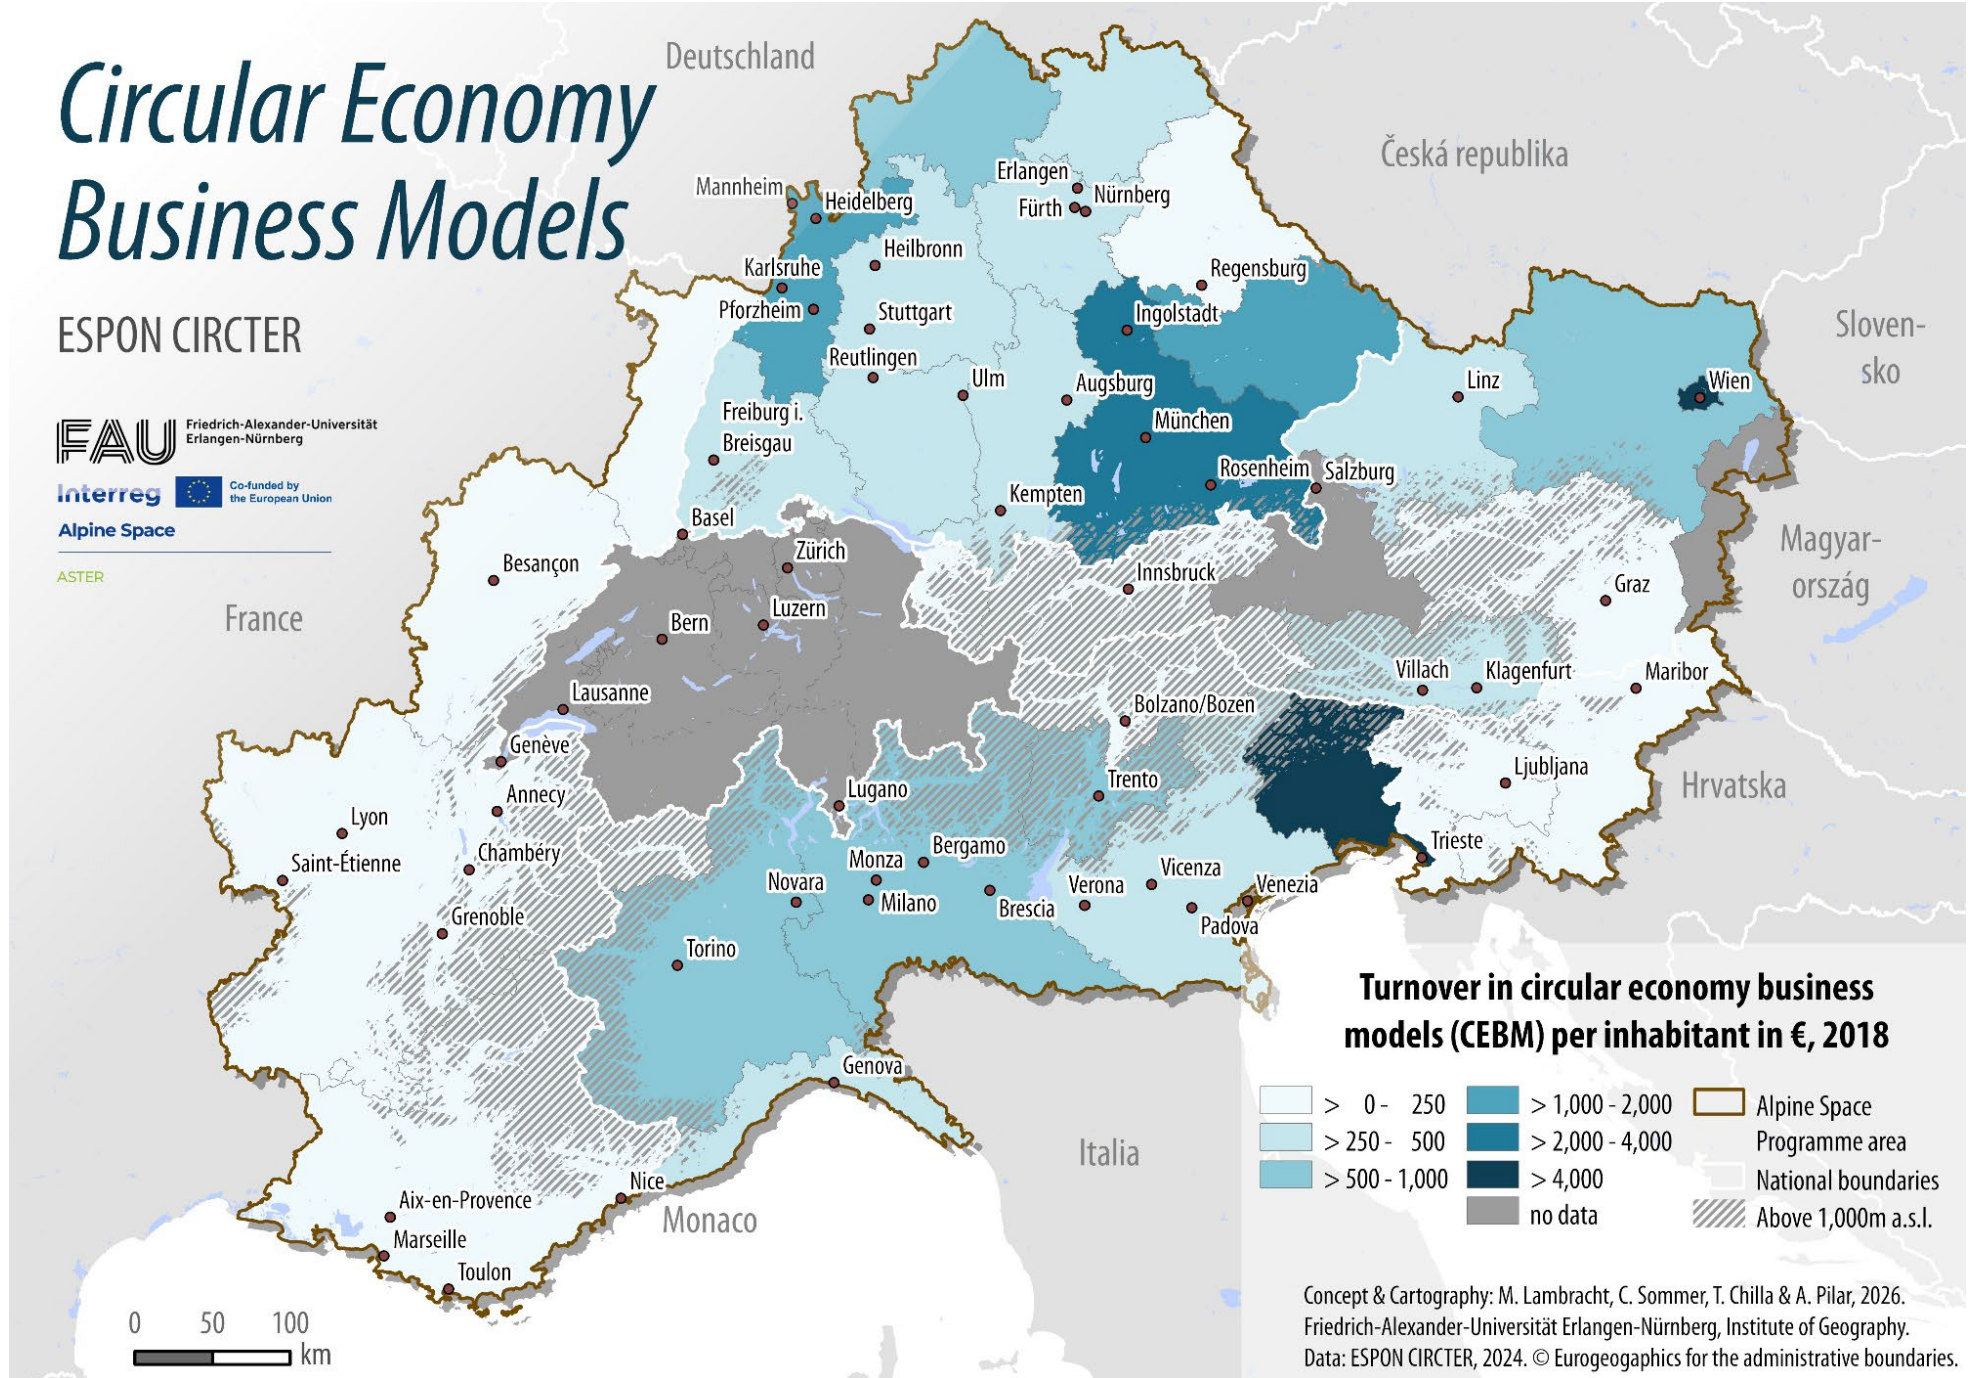 Circular Economy
Business Models
ESPON CIRCTER
FAU
Friedrich-Alexander-Universität
Erlangen-Nürnberg
Interreg
Co-funded by
the European Union
Alpine Space
ASTER
Deutschland
Česká republika
Sloven-
sko
Magyar-
ország
Hrvatska
Italia
Monaco
France
Mannheim
Heidelberg
Erlangen
Nürnberg
Fürth
Heilbronn
Karlsruhe
Pforzheim
Stuttgart
Regensburg
Ingolstadt
Reutlingen
Ulm
Augsburg
Linz
Wien
Freiburg i.
Breisgau
München
Rosenheim
Salzburg
Kempten
Basel
Zürich
Besançon
Innsbruck
Graz
Luzern
Bern
Villach
Klagenfurt
Maribor
Lausanne
Bolzano/Bozen
Genève
Ljubljana
Annecy
Lugano
Trento
Lyon
Chambéry
Trieste
Saint-Étienne
Monza
Bergamo
Vicenza
Novara
Verona
Venezia
Milano
Brescia
Grenoble
Padova
Torino
Genova
Nice
Aix-en-Provence
Marseille
Toulon
Turnover in circular economy business
models (CEBM) per inhabitant in €, 2018
> 0 - 250
> 250 - 500
> 500 - 1,000
> 1,000 - 2,000
> 2,000 - 4,000
> 4,000
no data
Alpine Space
Programme area
National boundaries
Above 1,000m a.s.l.
0 50 100
km
Concept & Cartography: M. Lambracht, C. Sommer, T. Chilla & A. Pilar, 2026.
Friedrich-Alexander-Universität Erlangen-Nürnberg, Institute of Geography.
Data: ESPON CIRCTER, 2024. © Eurogeogaphics for the administrative boundaries.